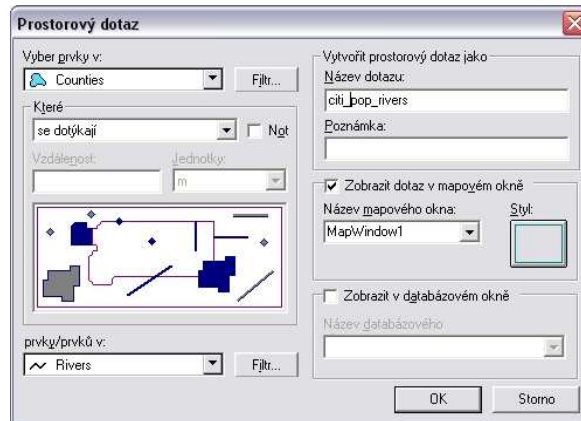 Prostorový dotaz
Vyber prvky v:
Counties
Filtr...
Které
se dotýkají
Not
Vzdálenost:
Jednotky:
m
prvky/prvků v:
Rivers
Filtr...
Vytvořit prostorový dotaz jako
Název dotazu:
citi_pop_rivers
Poznámka:
Zobrazit dotaz v mapovém okně
Název mapového okna:
Styl:
MapWindow1
Zobrazit v databázovém okně
Název databázového
OK
Storno